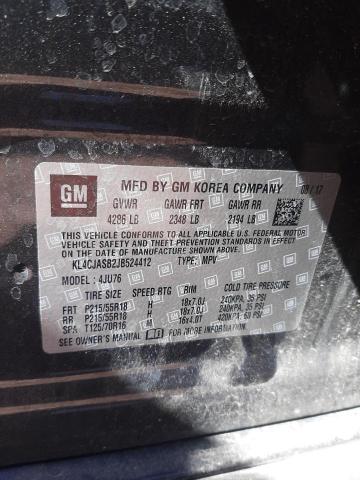 GM
MFD BY GM KOREA COMPANY 08/17
GVWR GAWR FRT GAWR RR
4286 LB 2348 LB 2194 LB
THIS VEHICLE CONFORMS TO ALL APPLICABLE U.S. FEDERAL MOTOR
VEHICLE SAFETY, BUMPER, AND THEFT PREVENTION STANDARDS
IN EFFECT ON THE DATE OF MANUFACTURE SHOWN ABOVE.
KL4CJASB2JB524412 TYPE: MPV
MODEL : 4JU76
TIRE SIZE SPEED RTG RIM COLD TIRE PRESSURE
FRT P215/55R18 H 18x7.0J 240KPA, 35 PSI
RR P215/55R18 H 18x7.0J 240KPA, 35 PSI
SPA T125/70R16 M 16x4.0T 420KPA, 60 PSI
SEE OWNER'S MANUAL FOR MORE INFORMATION.